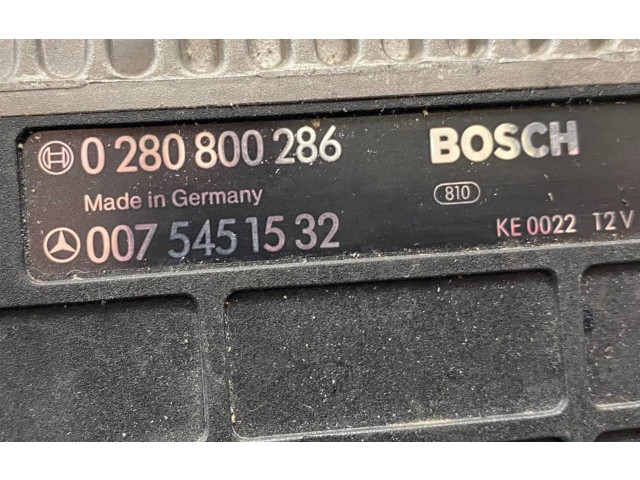 0 280 800 286 BOSCH
Made in Germany 810
007 545 15 32 KE 0022 12 V